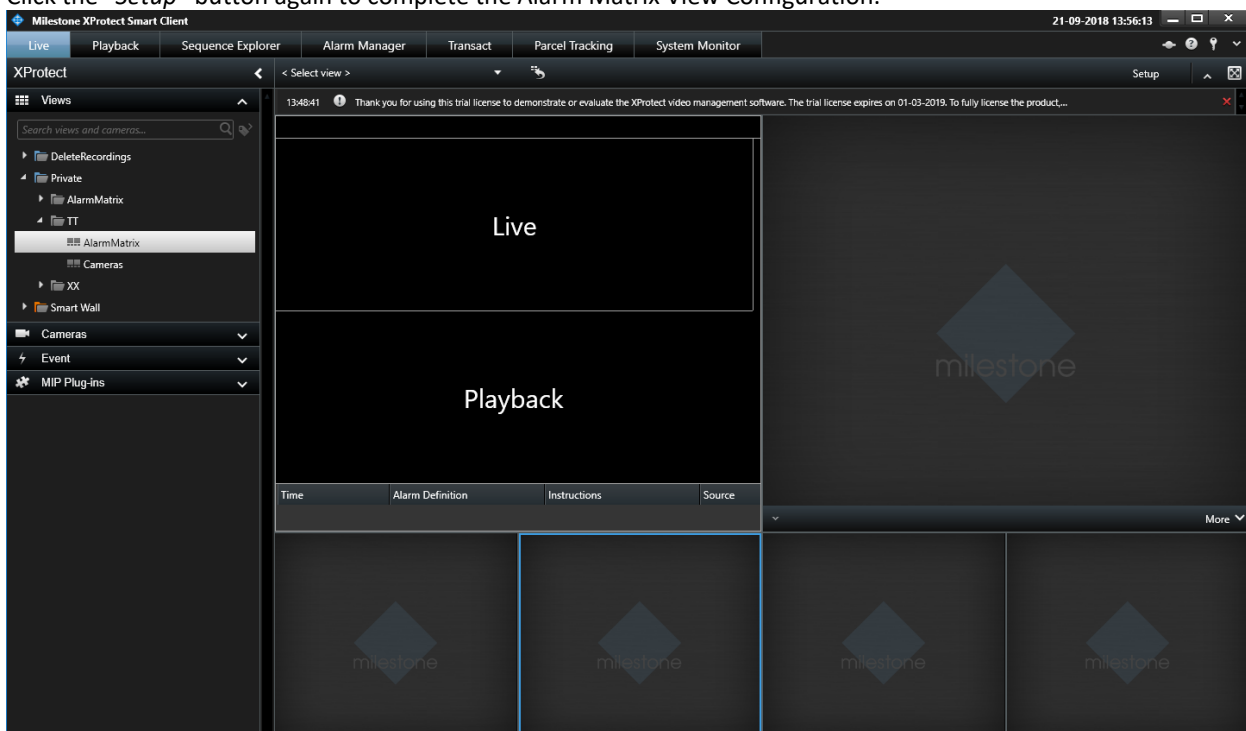 Click the "Setup" button again to complete the Alarm Matrix View Configuration.
Milestone XProtect Smart Client
21-09-2018 13:56:13
Live Playback Sequence Explorer Alarm Manager Transact Parcel Tracking System Monitor
XProtect
< Select view >
Setup
Views
13:48:41 Thank you for using this trial license to demonstrate or evaluate the XProtect video management software. The trial license expires on 01-03-2019. To fully license the product,...
Search views and cameras...
DeleteRecordings
Private
AlarmMatrix
TT
AlarmMatrix
Cameras
XX
Smart Wall
Cameras
Event
MIP Plug-ins
Live
Playback
Time Alarm Definition Instructions Source
milestone
More
milestone milestone milestone milestone